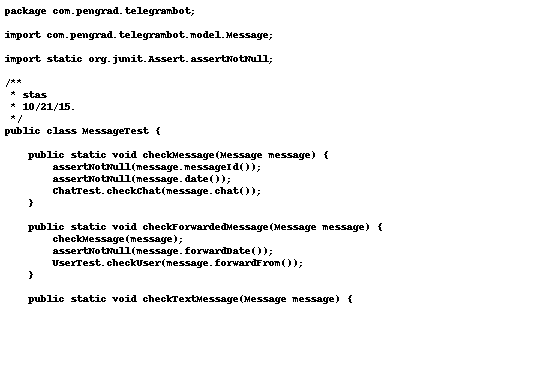 package com.pengrad.telegrambot;

import com.pengrad.telegrambot.model.Message;

import static org.junit.Assert.assertNotNull;

/**
 * stas
 * 10/21/15.
 */
public class MessageTest {

    public static void checkMessage(Message message) {
        assertNotNull(message.messageId());
        assertNotNull(message.date());
        ChatTest.checkChat(message.chat());
    }

    public static void checkForwardedMessage(Message message) {
        checkMessage(message);
        assertNotNull(message.forwardDate());
        UserTest.checkUser(message.forwardFrom());
    }

    public static void checkTextMessage(Message message) {